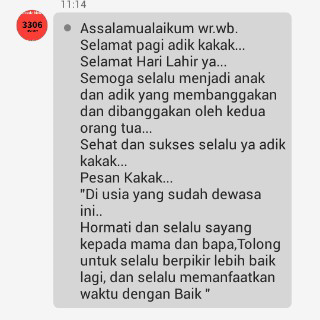 11:14
3306
Assalamualaikum wr.wb.
Selamat pagi adik kakak...
Selamat Hari Lahir ya...
Semoga selalu menjadi anak
dan adik yang membanggakan
dan dibanggakan oleh kedua
orang tua...
Sehat dan sukses selalu ya adik
kakak...
Pesan Kakak...
"Di usia yang sudah dewasa
ini..
Hormati dan selalu sayang
kepada mama dan bapa,Tolong
untuk selalu berpikir lebih baik
lagi, dan selalu memanfaatkan
waktu dengan Baik "